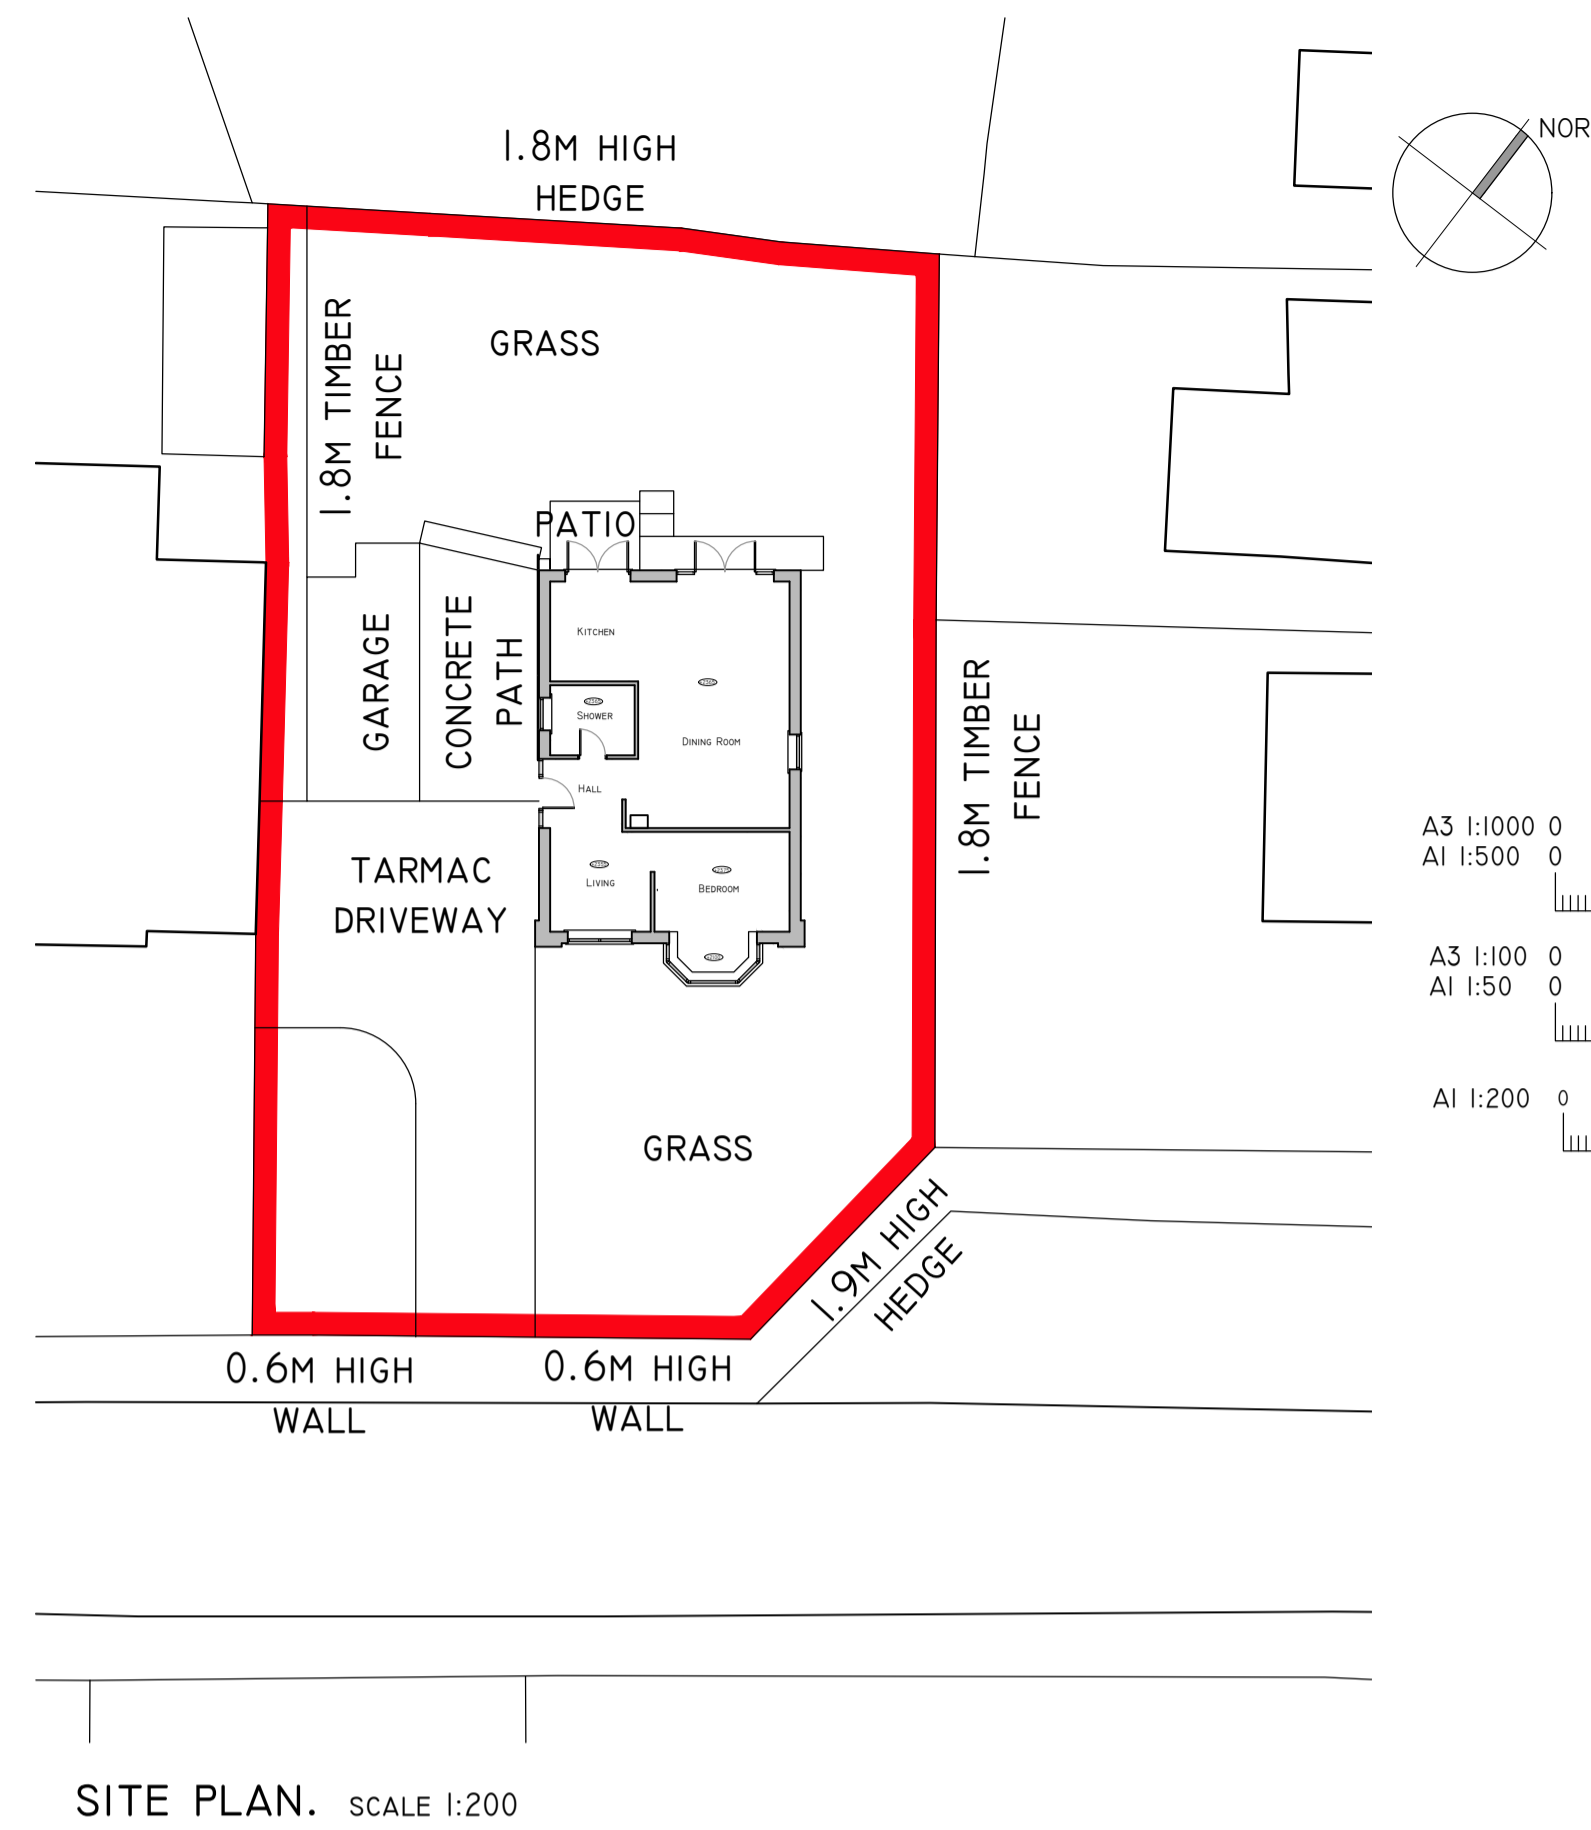 1.8M HIGH
HEDGE
NOR
GRASS
1.8M TIMBER
FENCE
PATIO
GARAGE
CONCRETE
PATH
KITCHEN
SHOWER
DINING ROOM
HALL
LIVING
BEDROOM
TARMAC
DRIVEWAY
1.8M TIMBER
FENCE
A3 1:1000 0
A1 1:500 0
A3 1:100 0
A1 1:50 0
A1 1:200 0
GRASS
1.9M HIGH
HEDGE
0.6M HIGH
WALL
0.6M HIGH
WALL
SITE PLAN. SCALE 1:200